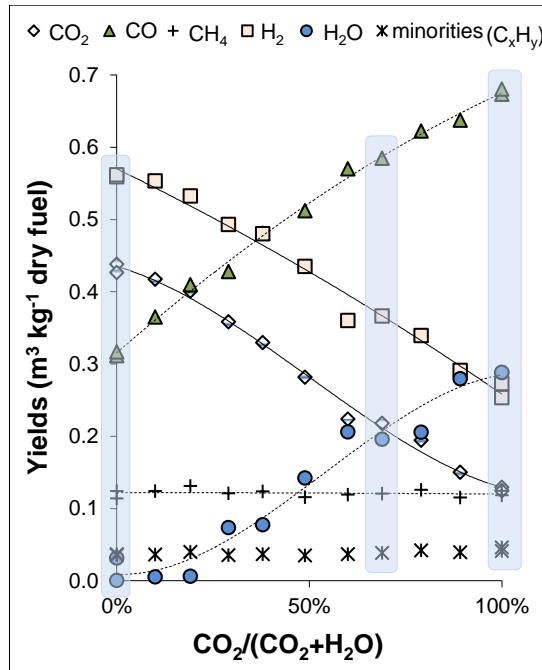 CO₂ CO CH₄ H₂ H₂O minorities (CₓHᵧ)
0.7
0.6
0.5
0.4
0.3
0.2
0.1
0.0
Yields (m³ kg⁻¹ dry fuel)
0% 50% 100%
CO₂/(CO₂+H₂O)